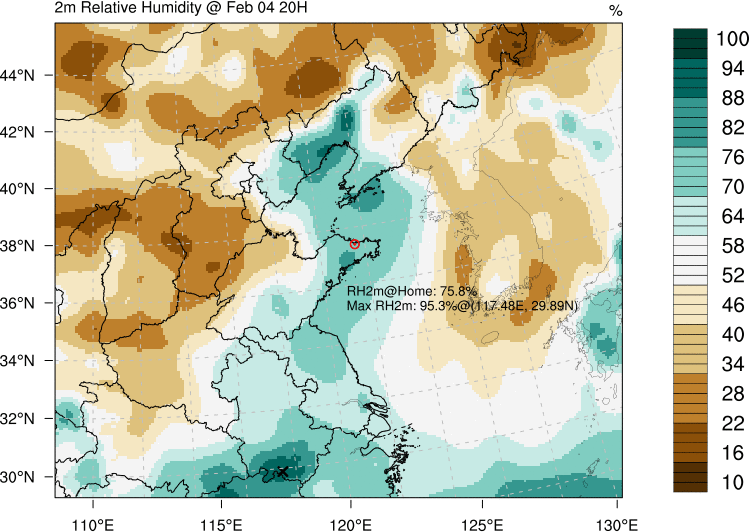 2m Relative Humidity @ Feb 04 20H
%
44°N
42°N
40°N
38°N
36°N
34°N
32°N
30°N
110°E
115°E
120°E
125°E
130°E
RH2m@Home: 75.8%
Max RH2m: 95.3%@(117.48E, 29.89N)
100
94
88
82
76
70
64
58
52
46
40
34
28
22
16
10